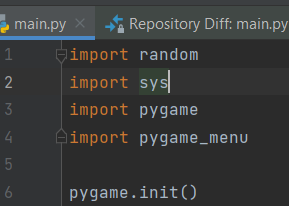 main.py Repository Diff: main.py
1 import random
2 import sys
3 import pygame
4 import pygame_menu
5
6 pygame.init()